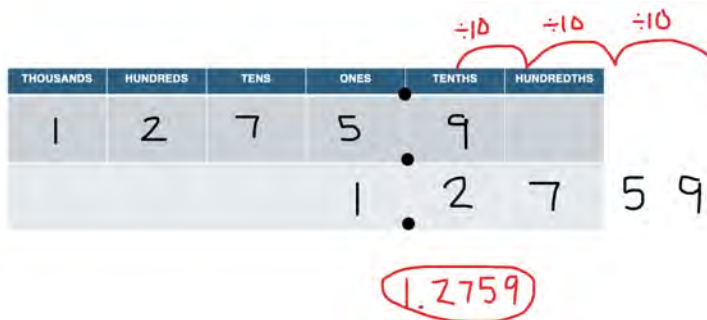 ÷10 ÷10 ÷10
THOUSANDS HUNDREDS TENS ONES TENTHS HUNDREDTHS
1 2 7 5 . 9
1 . 2 7 5 9
1.2759